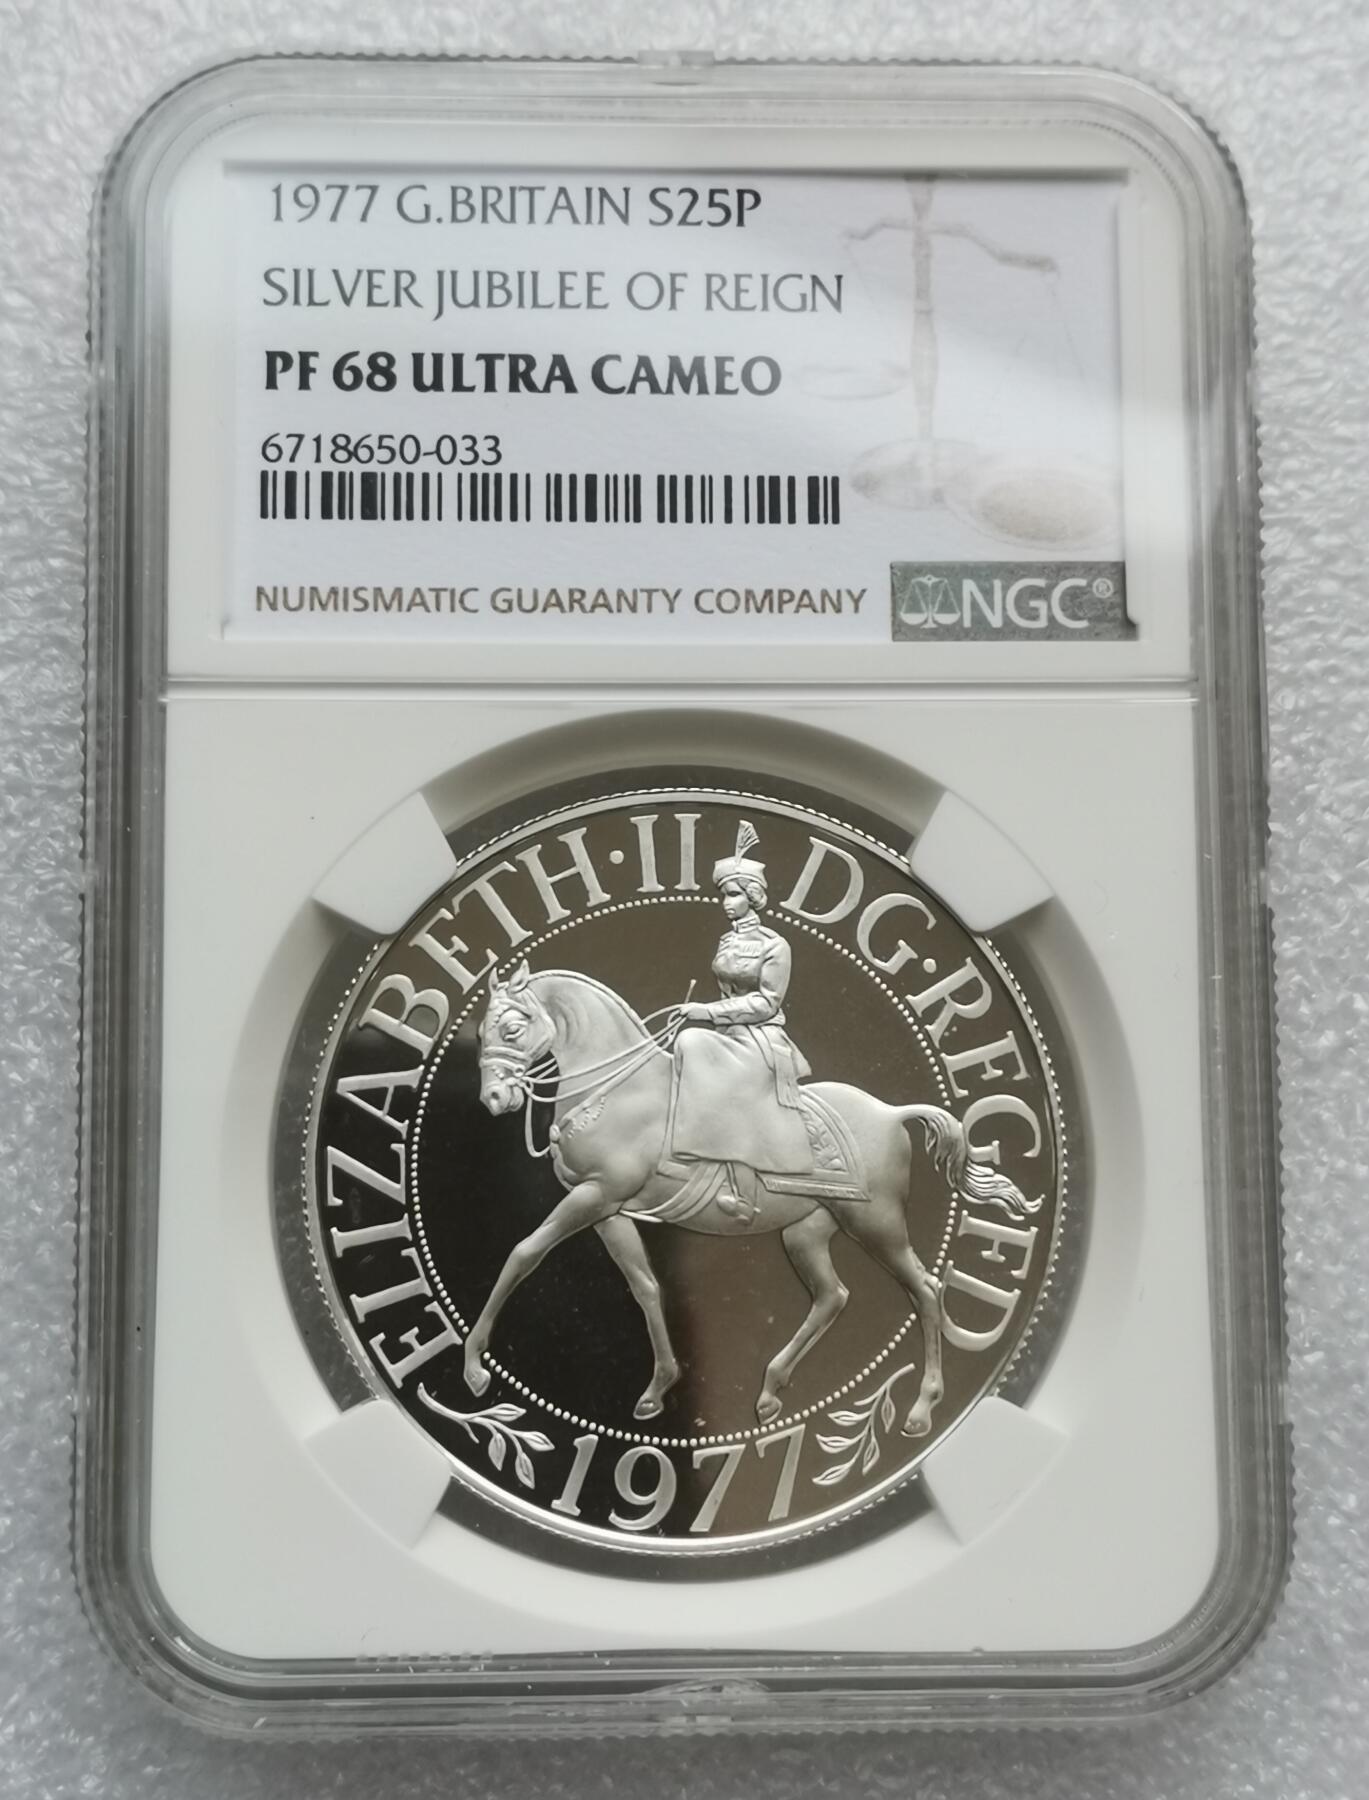 1977 G.BRITAIN S25P
SILVER JUBILEE OF REIGN
PF 68 ULTRA CAMEO
6718650-033
NUMISMATIC GUARANTY COMPANY
NGC®
ELIZABETH·II DG·REG FD
1977